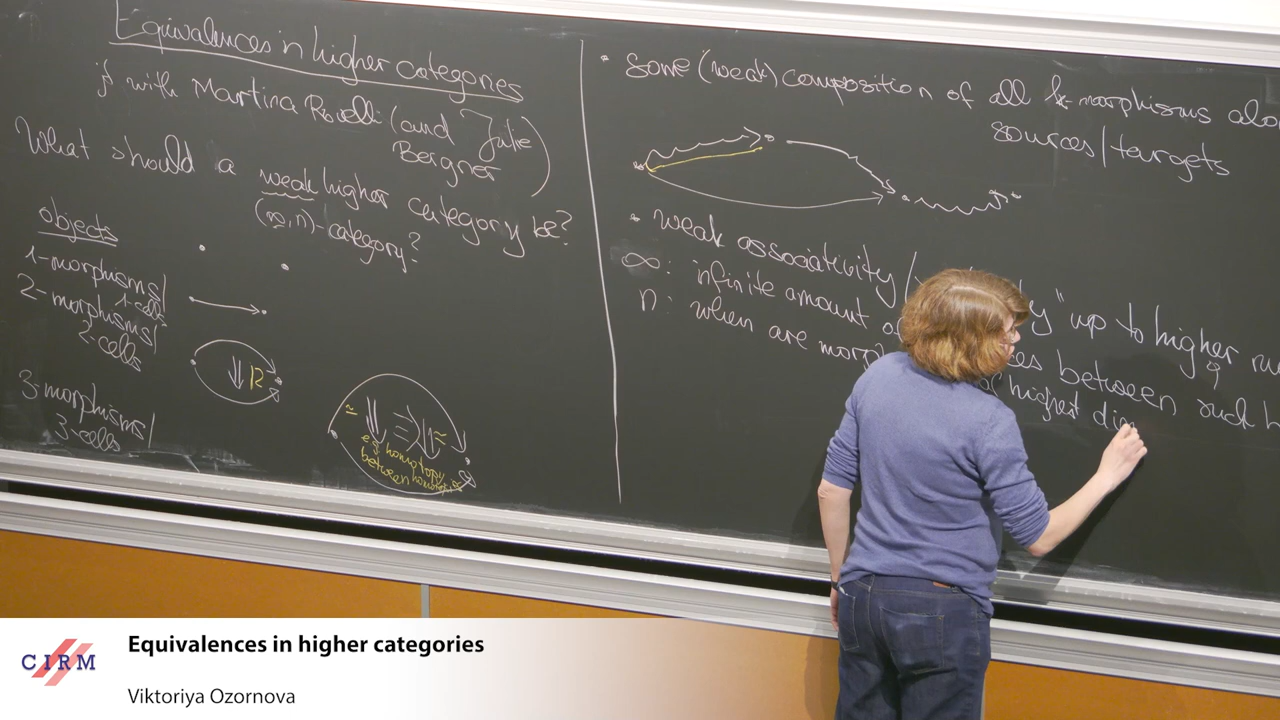 Equivalences in higher categories
jt with Martina Rovelli (and Julie
Bergner)
What should a weak higher category be?
(∞,n)-category?
objects
1-morphisms/
1-cells
2-morphisms/
2-cells
3-morphisms/
3-cells
e.g. homotopy
between
• some (weak) composition of all k-morphisms
sources/targets
• weak associativity/ "up to higher
∞: infinite amount
n: when are between such
highest dim
CIRM
Equivalences in higher categories
Viktoriya Ozornova